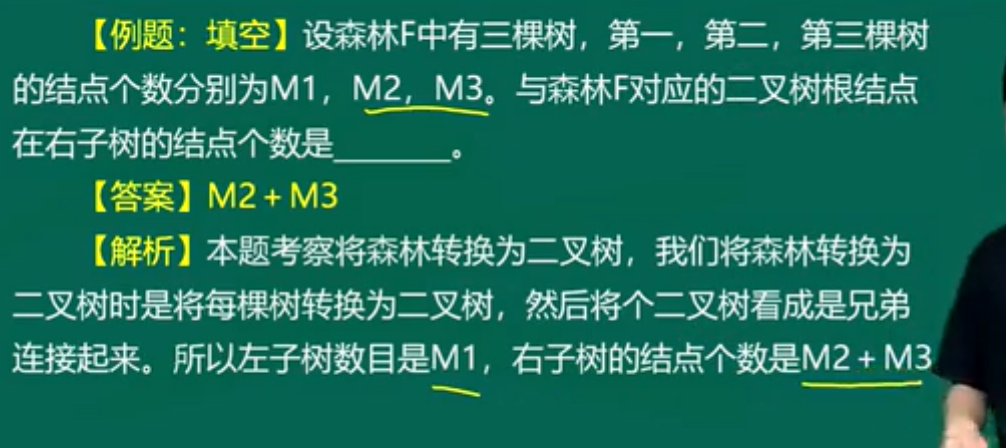 【例题：填空】设森林F中有三棵树，第一，第二，第三棵树
的结点个数分别为M1，M2，M3。与森林F对应的二叉树根结点
在右子树的结点个数是_______。
【答案】M2＋M3
【解析】本题考察将森林转换为二叉树，我们将森林转换为
二叉树时是将每棵树转换为二叉树，然后将个二叉树看成是兄弟
连接起来。所以左子树数目是M1，右子树的结点个数是M2＋M3